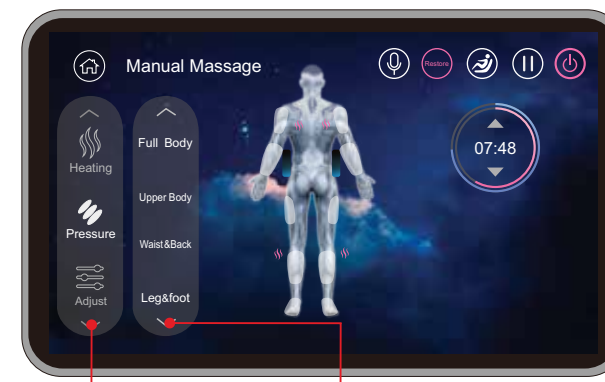 Manual Massage
Restore
Heating
Pressure
Adjust
Full Body
Upper Body
Waist&Back
Leg&foot
07:48